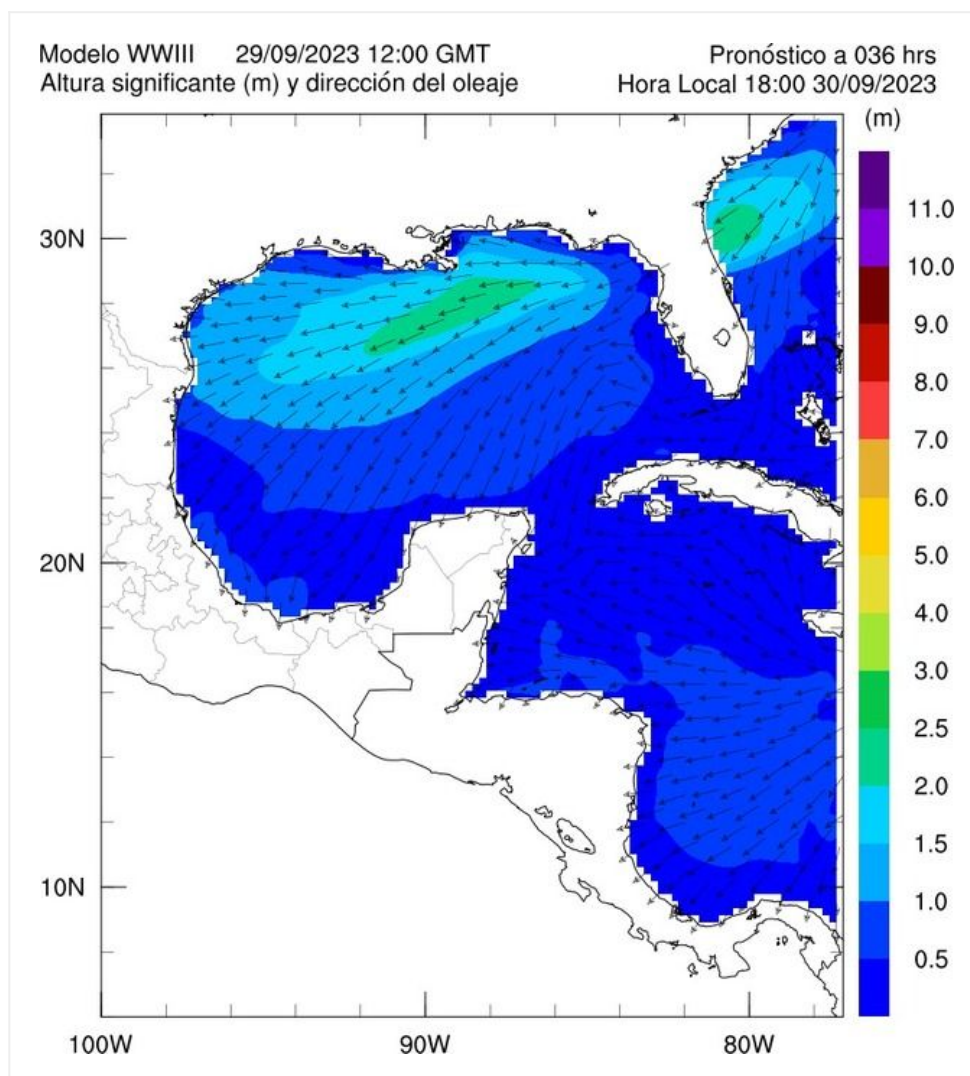 Modelo WWIII 29/09/2023 12:00 GMT Pronóstico a 036 hrs
Altura significante (m) y dirección del oleaje Hora Local 18:00 30/09/2023
(m)
11.0
10.0
9.0
8.0
7.0
6.0
5.0
4.0
3.0
2.5
2.0
1.5
1.0
0.5
30N
20N
10N
100W 90W 80W